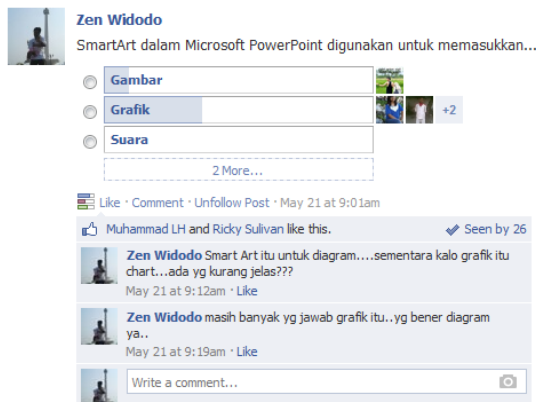 Zen Widodo
SmartArt dalam Microsoft PowerPoint digunakan untuk memasukkan...
Gambar
Grafik
+2
Suara
2 More...
Like · Comment · Unfollow Post · May 21 at 9:01am
Muhammad LH and Ricky Sulivan like this.
Seen by 26
Zen Widodo Smart Art itu untuk diagram....sementara kalo grafik itu
chart...ada yg kurang jelas???
May 21 at 9:12am · Like
Zen Widodo masih banyak yg jawab grafik itu..yg bener diagram
ya..
May 21 at 9:19am · Like
Write a comment...